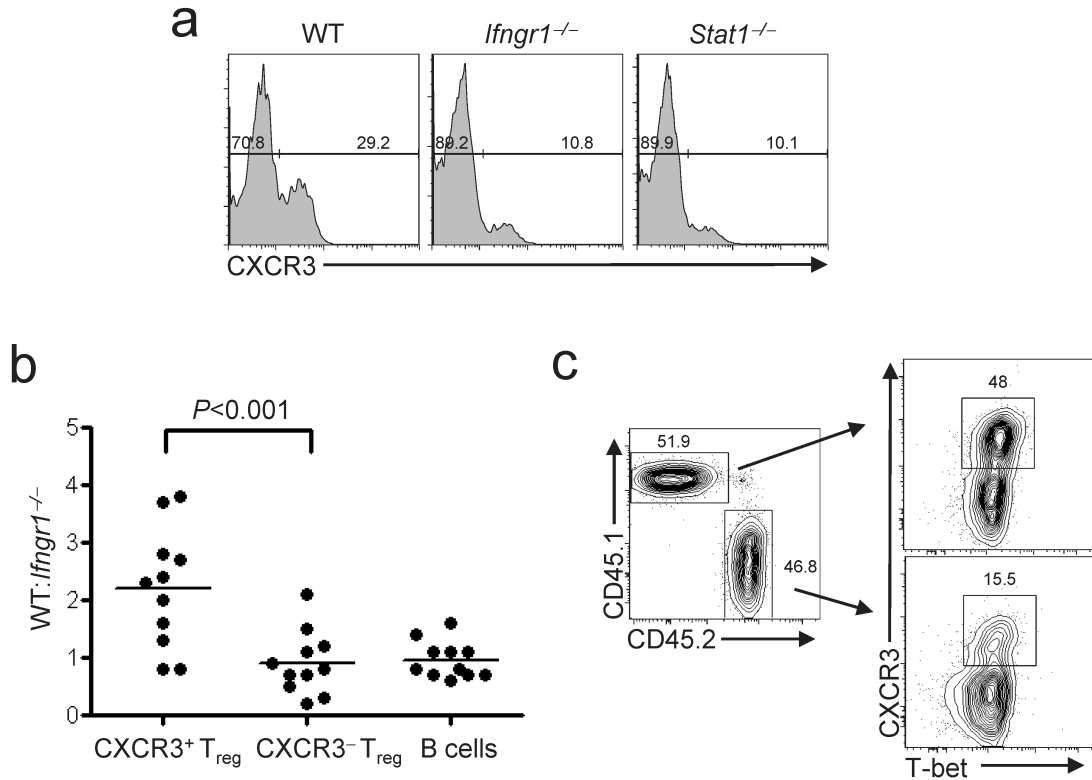 a
WT
Ifngr1–/–
Stat1–/–
70.8
29.2
89.2
10.8
89.9
10.1
CXCR3
b
P<0.001
5
4
3
2
1
0
WT:Ifngr1–/–
CXCR3+ Treg
CXCR3– Treg
B cells
c
51.9
46.8
CD45.1
CD45.2
48
15.5
CXCR3
T-bet